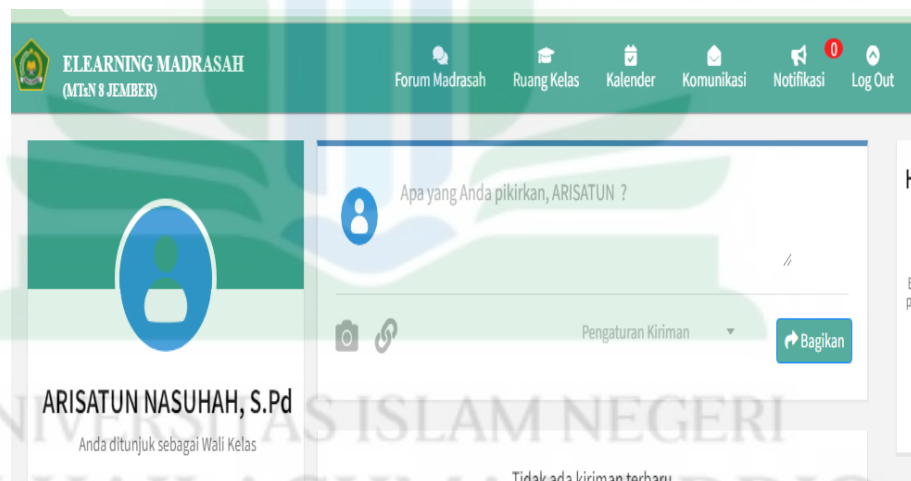 ELEARNING MADRASAH
(MTsN 8 JEMBER)
Forum Madrasah
Ruang Kelas
Kalender
Komunikasi
Notifikasi
0
Log Out
Apa yang Anda pikirkan, ARISATUN ?
Pengaturan Kiriman
Bagikan
ARISATUN NASUHAH, S.Pd
Anda ditunjuk sebagai Wali Kelas
Tidak ada kiriman terbaru
UNIVERSITAS ISLAM NEGERI